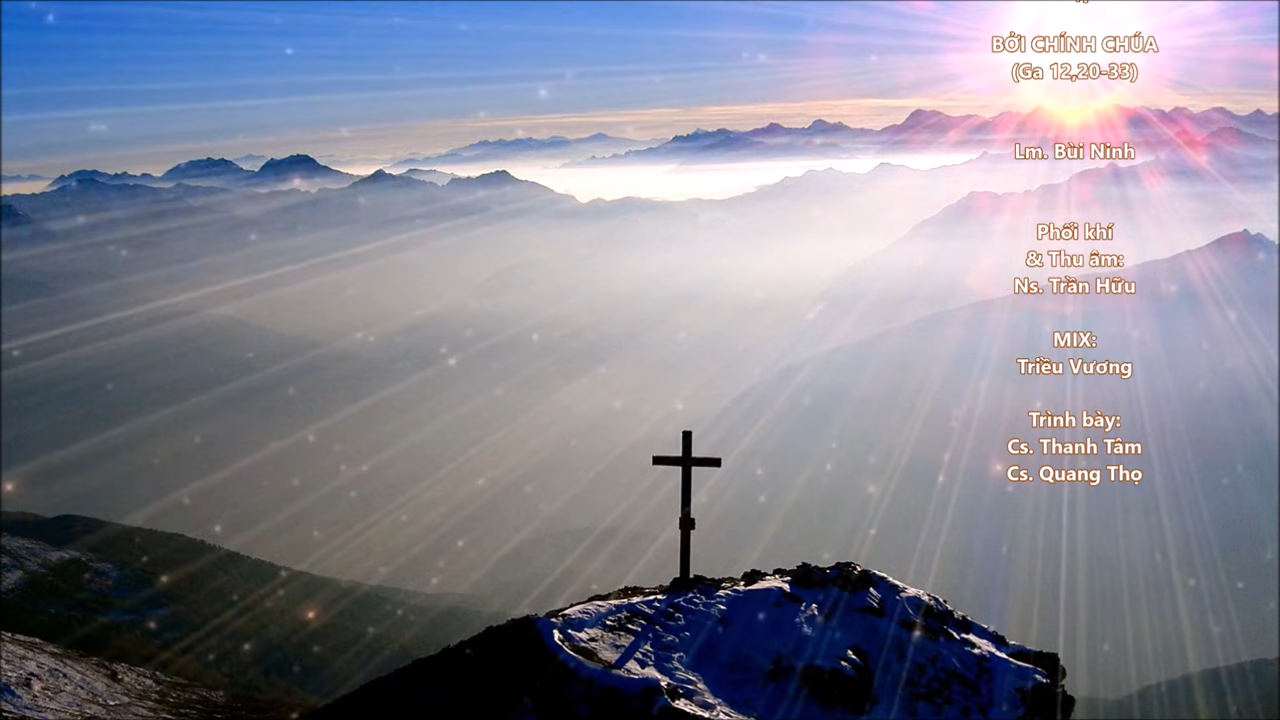 BỞI CHÍNH CHÚA
(Ga 12,20-33)
Lm. Bùi Ninh
Phối khí
& Thu âm:
Ns. Trần Hữu
MIX:
Triều Vương
Trình bày:
Cs. Thanh Tâm
Cs. Quang Thọ